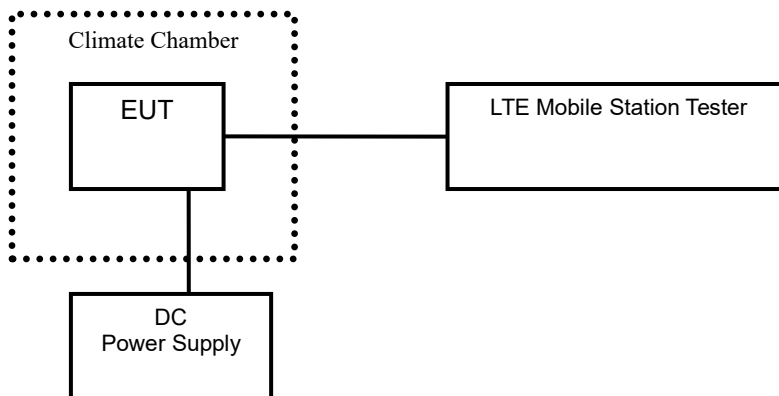 Climate Chamber
EUT
LTE Mobile Station Tester
DC
Power Supply